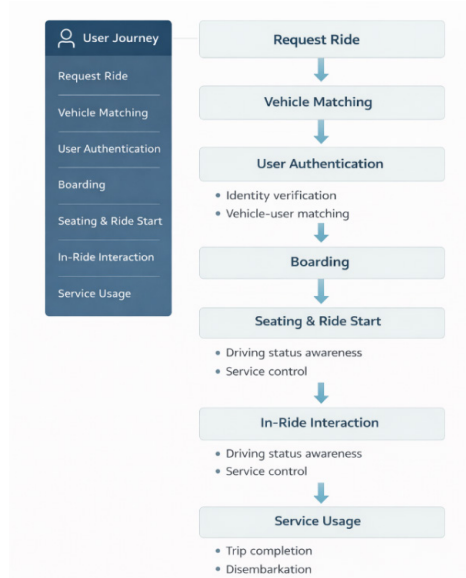 User Journey
Request Ride
Vehicle Matching
User Authentication
Boarding
Seating & Ride Start
In-Ride Interaction
Service Usage
Request Ride
Vehicle Matching
User Authentication
• Identity verification
• Vehicle-user matching
Boarding
Seating & Ride Start
• Driving status awareness
• Service control
In-Ride Interaction
• Driving status awareness
• Service control
Service Usage
• Trip completion
• Disembarkation